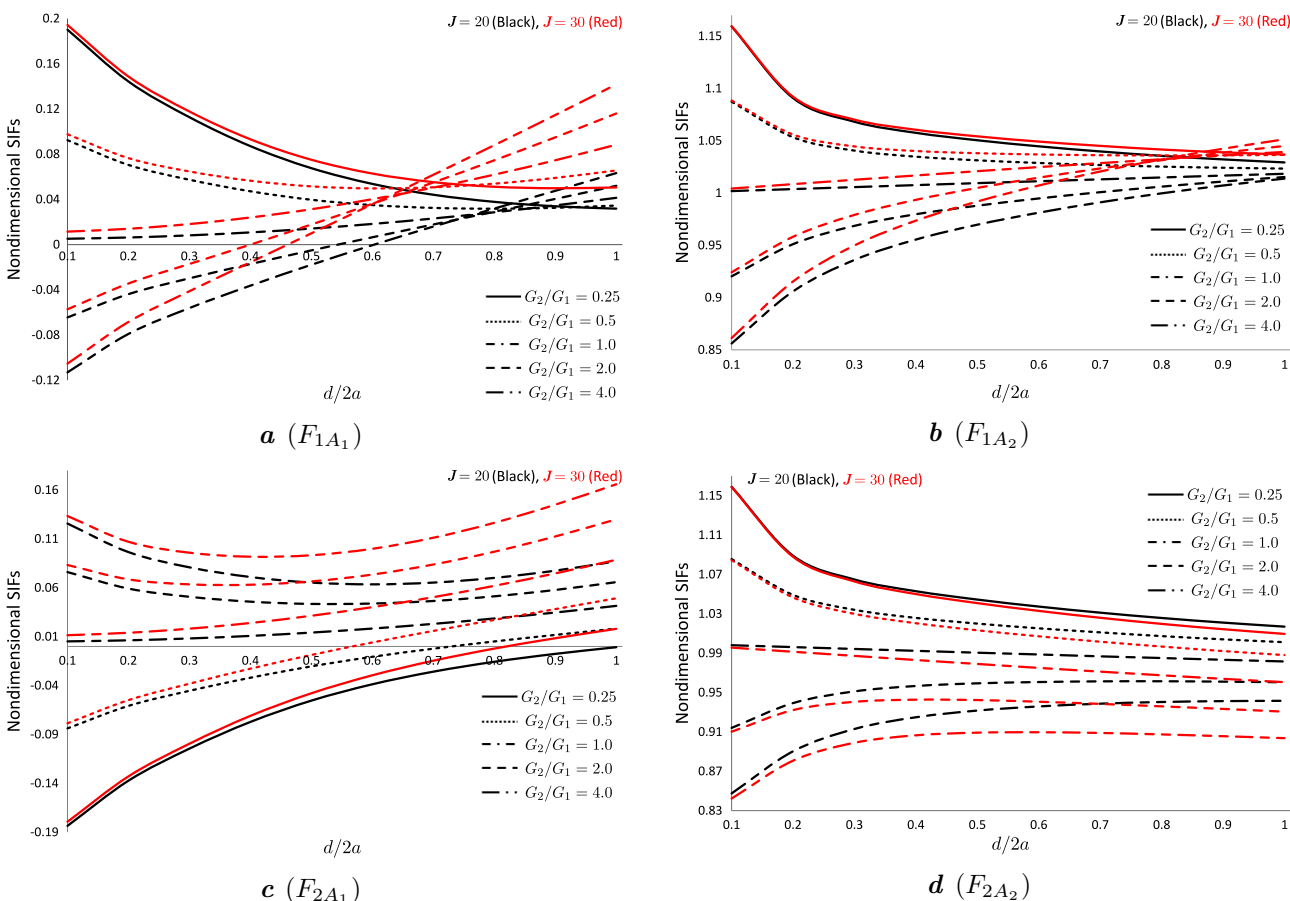 J = 20 (Black), J = 30 (Red)
Nondimensional SIFs
0.2
0.16
0.12
0.08
0.04
0
-0.04
-0.08
-0.12
0.1 0.2 0.3 0.4 0.5 0.6 0.7 0.8 0.9 1
G₂/G₁ = 0.25
G₂/G₁ = 0.5
G₂/G₁ = 1.0
G₂/G₁ = 2.0
G₂/G₁ = 4.0
d/2a
a (F₁A₁)
J = 20 (Black), J = 30 (Red)
Nondimensional SIFs
1.15
1.1
1.05
1
0.95
0.9
0.85
0.1 0.2 0.3 0.4 0.5 0.6 0.7 0.8 0.9 1
G₂/G₁ = 0.25
G₂/G₁ = 0.5
G₂/G₁ = 1.0
G₂/G₁ = 2.0
G₂/G₁ = 4.0
d/2a
b (F₁A₂)
J = 20 (Black), J = 30 (Red)
Nondimensional SIFs
0.16
0.11
0.06
0.01
-0.04
-0.09
-0.14
-0.19
0.1 0.2 0.3 0.4 0.5 0.6 0.7 0.8 0.9 1
G₂/G₁ = 0.25
G₂/G₁ = 0.5
G₂/G₁ = 1.0
G₂/G₁ = 2.0
G₂/G₁ = 4.0
d/2a
c (F₂A₁)
J = 20 (Black), J = 30 (Red)
Nondimensional SIFs
1.15
1.11
1.07
1.03
0.99
0.95
0.91
0.87
0.83
0.1 0.2 0.3 0.4 0.5 0.6 0.7 0.8 0.9 1
G₂/G₁ = 0.25
G₂/G₁ = 0.5
G₂/G₁ = 1.0
G₂/G₁ = 2.0
G₂/G₁ = 4.0
d/2a
d (F₂A₂)